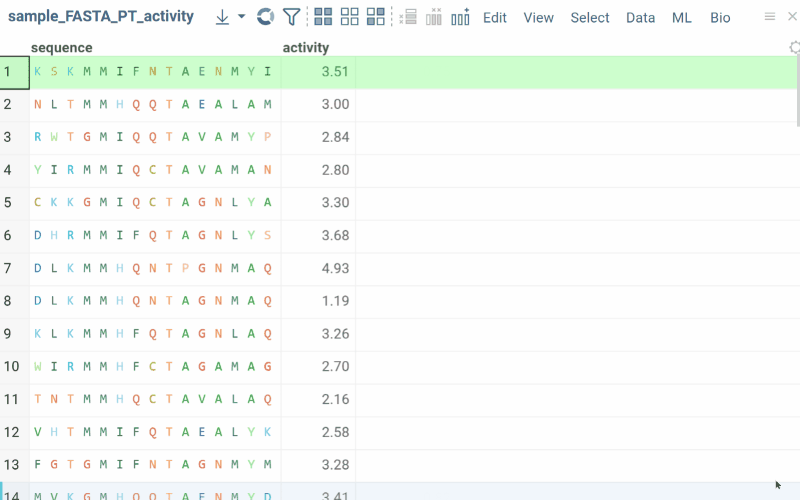 sample_FASTA_PT_activity Edit View Select Data ML Bio
sequence activity
1 K S K M M I F N T A E N M Y I 3.51
2 N L T M M H Q Q T A E A L A M 3.00
3 R W T G M I Q Q T A V A M Y P 2.84
4 Y I R M M I Q C T A V A M A N 2.80
5 C K K G M I Q C T A G N L Y A 3.30
6 D H R M M I F Q T A G N L Y S 3.68
7 D L K M M H Q N T P G N M A Q 4.93
8 D L K M M H Q N T A G N M A Q 1.19
9 K L K M M H F Q T A G N L A Q 3.26
10 W I R M M H F C T A G A M A G 2.70
11 T N T M M H Q C T A V A L A Q 2.16
12 V H T M M I F Q T A E A L Y K 2.58
13 F G T G M I F N T A G N M Y M 3.28
14 M V K G M H Q Q T A E N M Y D 3.41